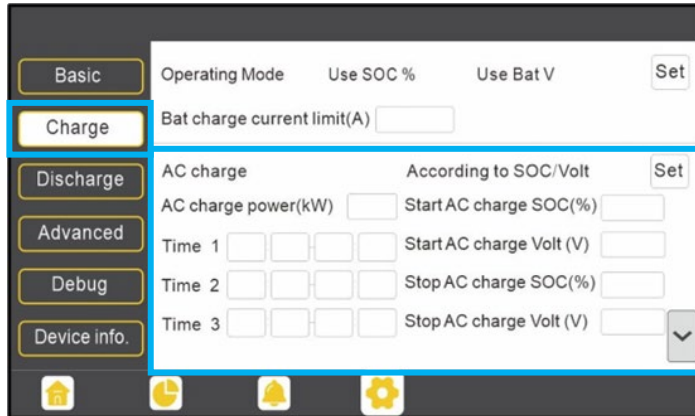 Basic
Charge
Discharge
Advanced
Debug
Device info.
Operating Mode Use SOC % Use Bat V Set
Bat charge current limit(A)
AC charge According to SOC/Volt Set
AC charge power(kW) Start AC charge SOC(%)
Time 1 Start AC charge Volt (V)
Time 2 Stop AC charge SOC(%)
Time 3 Stop AC charge Volt (V)